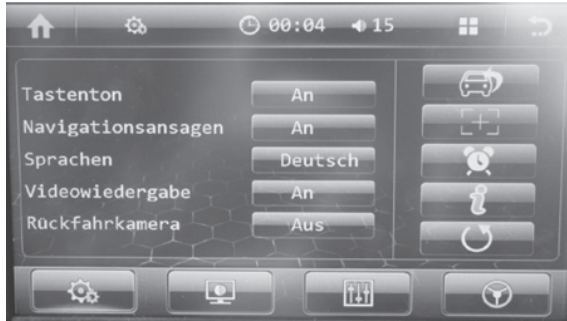 00:04 15
Tastenton An
Navigationsansagen An
Sprachen Deutsch
Videowiedergabe An
Rückfahrkamera Aus